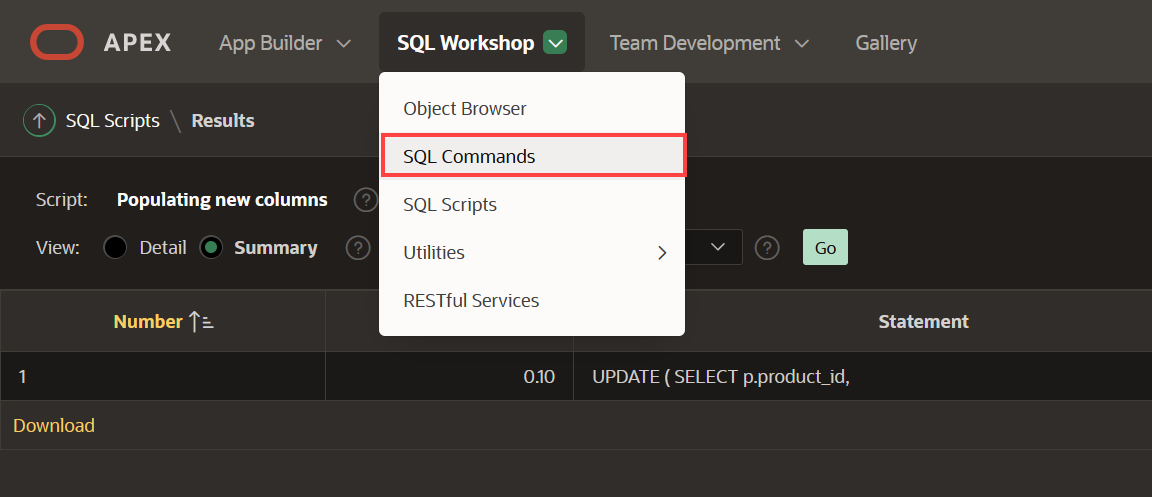 APEX App Builder SQL Workshop Team Development Gallery
SQL Scripts \ Results
Object Browser
SQL Commands
Script: Populating new columns ?
SQL Scripts
View: Detail Summary ? ? Go
Utilities
RESTful Services
Number Statement
1 0.10 UPDATE ( SELECT p.product_id,
Download